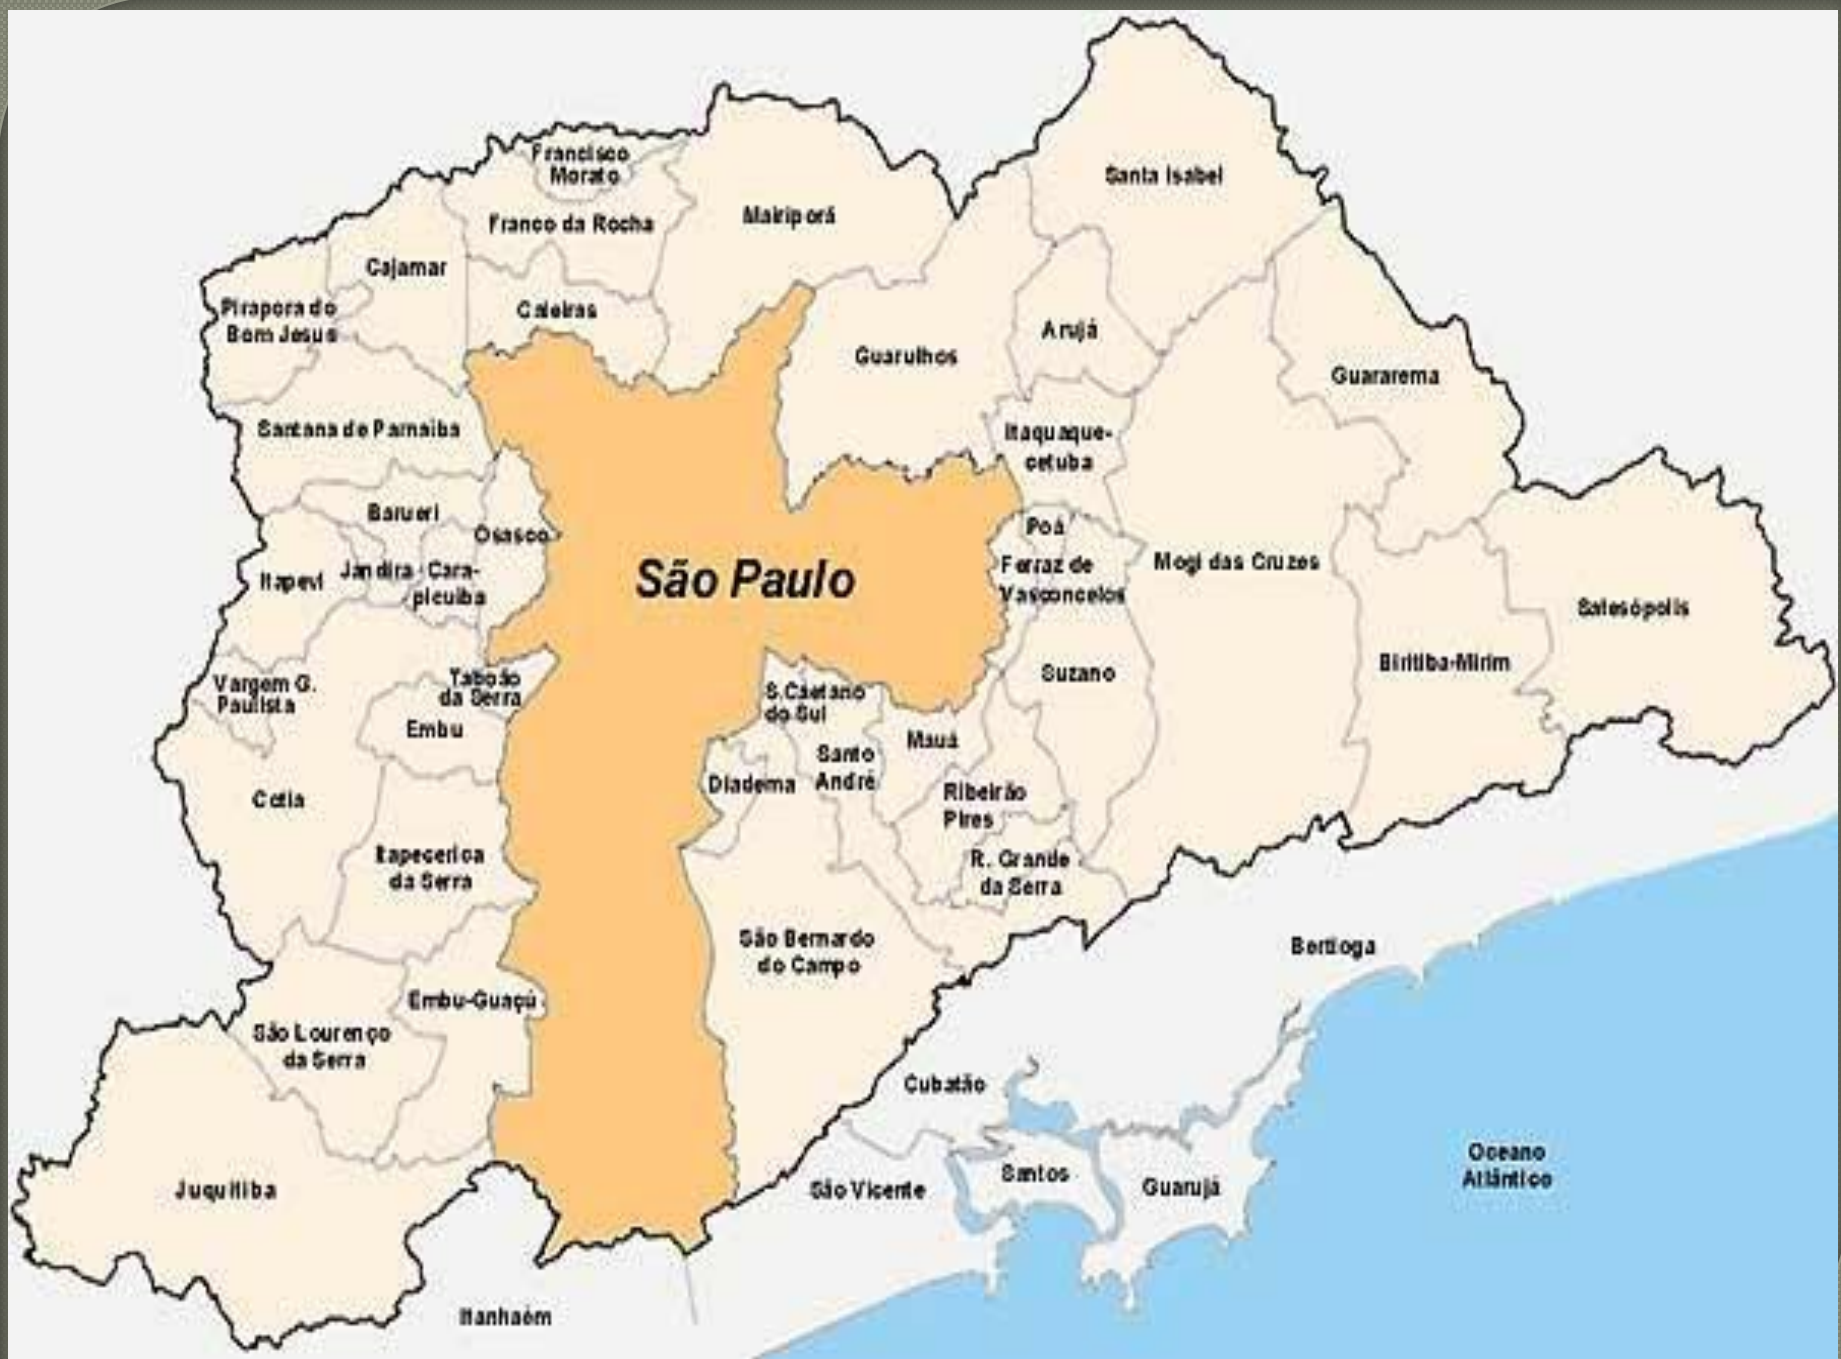 Francisco
Morato
Santa Isabel
Mairiporã
Franco da Rocha
Cajamar
Pirapora do
Bom Jesus
Caieiras
Arujá
Guarulhos
Guararema
Santana de Parnaíba
Itaquaque-
cetuba
Barueri
Osasco
Poá
Itapevi
Jandira
Cara-
picuíba
São Paulo
Ferraz de
Vasconcelos
Mogi das Cruzes
Salesópolis
Biritiba-Mirim
Suzano
Vargem G.
Paulista
Taboão
da Serra
Embu
S.Caetano
do Sul
Mauá
Santo
André
Diadema
Cotia
Ribeirão
Pires
Itapecerica
da Serra
R. Grande
da Serra
São Bernardo
do Campo
Bertioga
Embu-Guaçú
São Lourenço
da Serra
Cubatão
Juquitiba
São Vicente
Santos
Guarujá
Oceano
Atlântico
Itanhaém